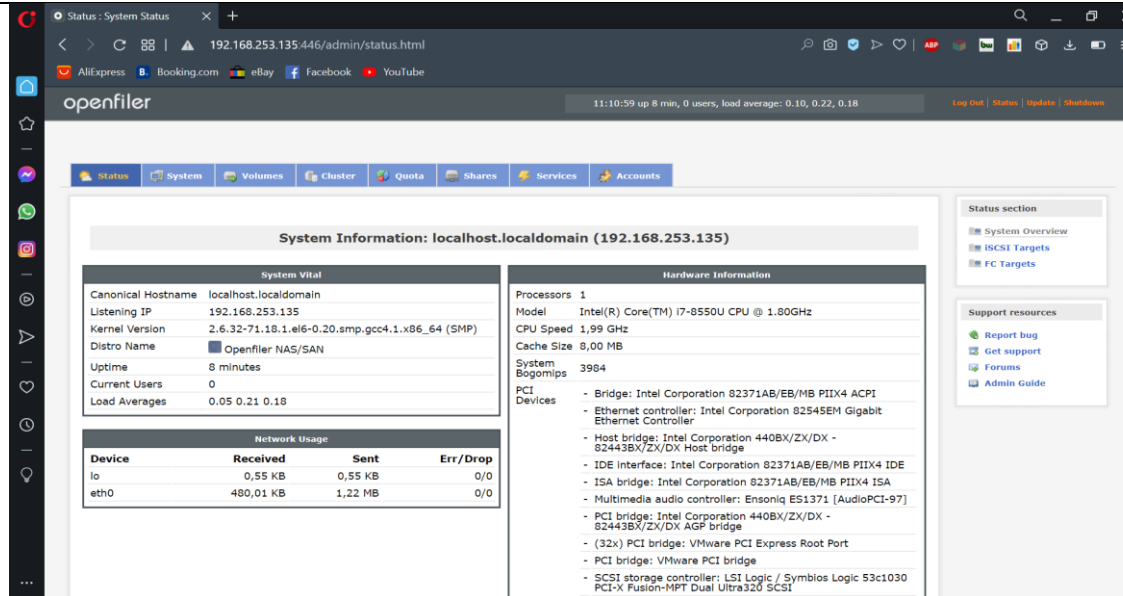 Status : System Status
192.168.253.135:446/admin/status.html
ABP
bw
AliExpress B. Booking.com eBay Facebook YouTube
openfiler
11:10:59 up 8 min, 0 users, load average: 0.10, 0.22, 0.18
Log Out | Status | Update | Shutdown
Status System Volumes Cluster Quota Shares Services Accounts
System Information: localhost.localdomain (192.168.253.135)
System Vital
Canonical Hostname localhost.localdomain
Listening IP 192.168.253.135
Kernel Version 2.6.32-71.18.1.el6-0.20.smp.gcc4.1.x86_64 (SMP)
Distro Name Openfiler NAS/SAN
Uptime 8 minutes
Current Users 0
Load Averages 0.05 0.21 0.18
Network Usage
Device Received Sent Err/Drop
lo 0,55 KB 0,55 KB 0/0
eth0 480,01 KB 1,22 MB 0/0
Hardware Information
Processors 1
Model Intel(R) Core(TM) i7-8550U CPU @ 1.80GHz
CPU Speed 1,99 GHz
Cache Size 8,00 MB
System
Bogomips 3984
PCI
Devices
- Bridge: Intel Corporation 82371AB/EB/MB PIIX4 ACPI
- Ethernet controller: Intel Corporation 82545EM Gigabit
Ethernet Controller
- Host bridge: Intel Corporation 440BX/ZX/DX -
82443BX/ZX/DX Host bridge
- IDE interface: Intel Corporation 82371AB/EB/MB PIIX4 IDE
- ISA bridge: Intel Corporation 82371AB/EB/MB PIIX4 ISA
- Multimedia audio controller: Ensoniq ES1371 [AudioPCI-97]
- PCI bridge: Intel Corporation 440BX/ZX/DX -
82443BX/ZX/DX AGP bridge
- (32x) PCI bridge: VMware PCI Express Root Port
- PCI bridge: VMware PCI bridge
- SCSI storage controller: LSI Logic / Symbios Logic 53c1030
PCI-X Fusion-MPT Dual Ultra320 SCSI
Status section
System Overview
iSCSI Targets
FC Targets
Support resources
Report bug
Get support
Forums
Admin Guide